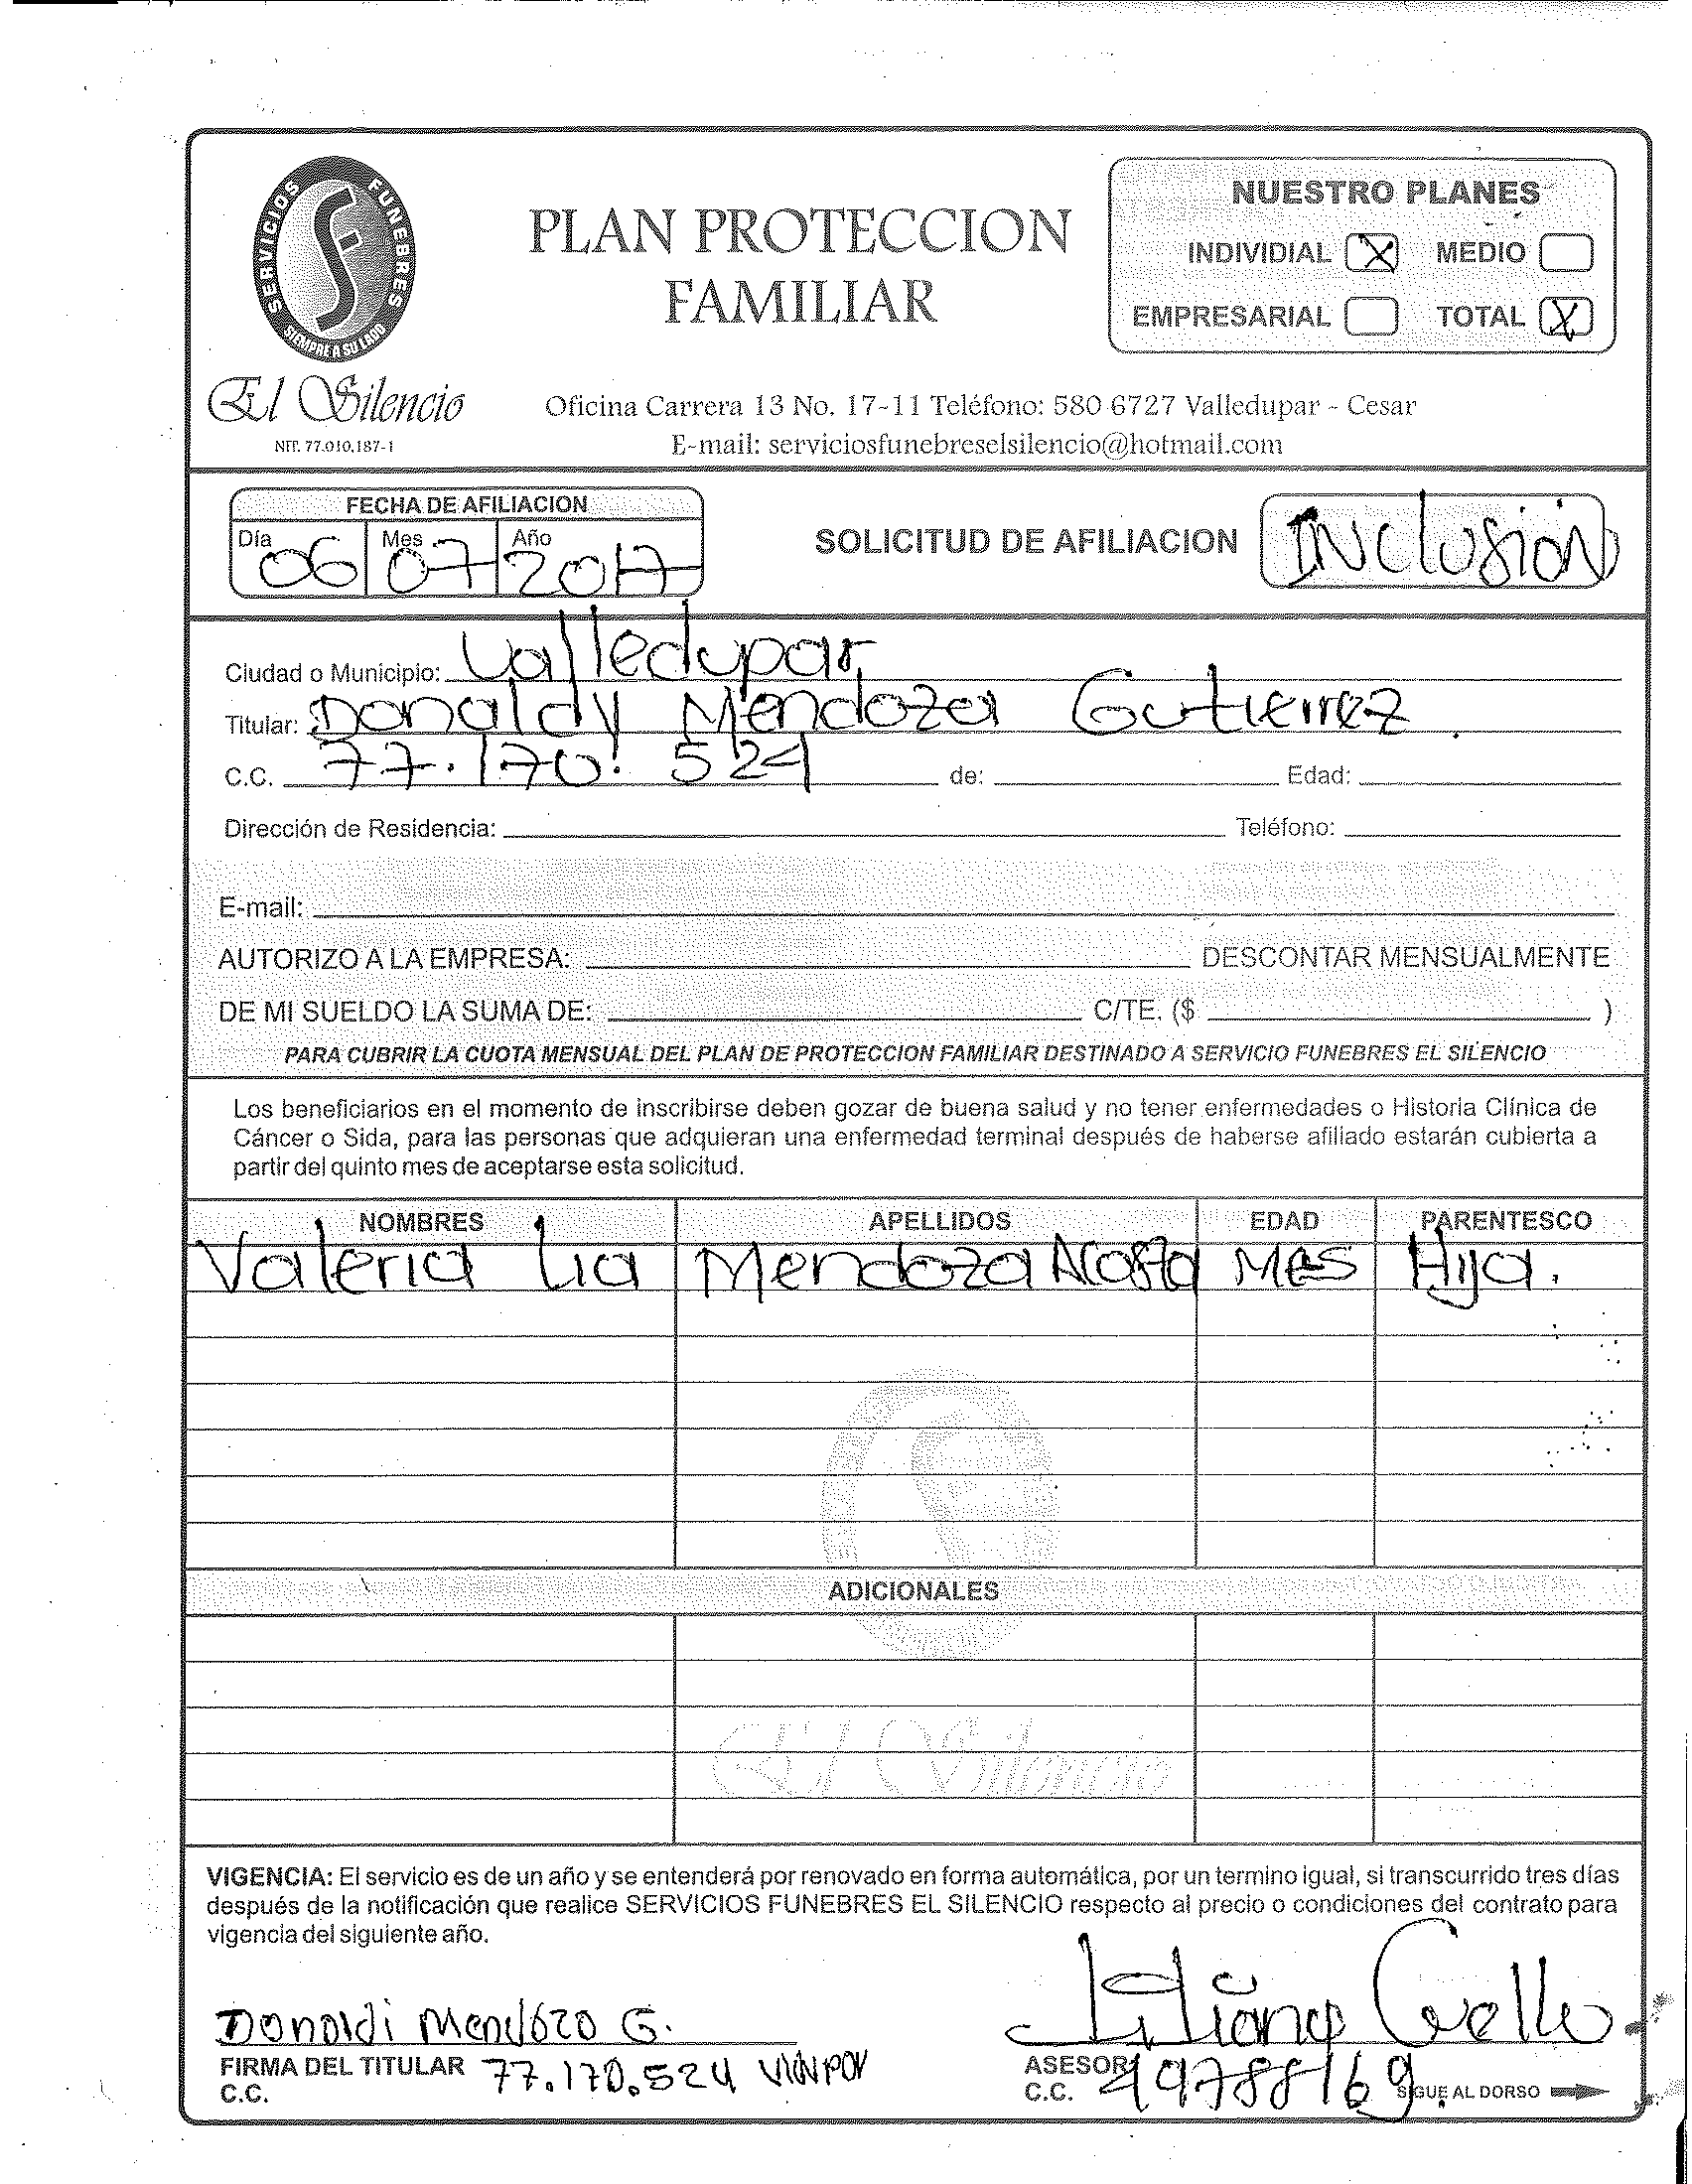 SERVICIOS FUNEBRES
SIEMPRE A SU LADO
El Silencio
NIT. 77.010.187-1
PLAN PROTECCION
FAMILIAR
NUESTRO PLANES
INDIVIDIAL X MEDIO
EMPRESARIAL TOTAL X
Oficina Carrera 13 No. 17-11 Teléfono: 580 6727 Valledupar - Cesar
E-mail: serviciosfunebreselsilencio@hotmail.com
FECHA DE AFILIACION
Día Mes Año
06 07 2017
SOLICITUD DE AFILIACION INClusión
Ciudad o Municipio: Valledupar
Titular: Donaldy Mendoza Gutierrez.
C.C. 77.170.524 de: Edad:
Dirección de Residencia: Teléfono:
E-mail:
AUTORIZO A LA EMPRESA: DESCONTAR MENSUALMENTE
DE MI SUELDO LA SUMA DE: C/TE. ($ )
PARA CUBRIR LA CUOTA MENSUAL DEL PLAN DE PROTECCION FAMILIAR DESTINADO A SERVICIO FUNEBRES EL SILENCIO
Los beneficiarios en el momento de inscribirse deben gozar de buena salud y no tener enfermedades o Historia Clínica de
Cáncer o Sida, para las personas que adquieran una enfermedad terminal después de haberse afiliado estarán cubierta a
partir del quinto mes de aceptarse esta solicitud.
NOMBRES APELLIDOS EDAD PARENTESCO
Valeria Lia Mendoza Acosta Mes Hija.
ADICIONALES
El Silencio
VIGENCIA: El servicio es de un año y se entenderá por renovado en forma automática, por un termino igual, si transcurrido tres días
después de la notificación que realice SERVICIOS FUNEBRES EL SILENCIO respecto al precio o condiciones del contrato para
vigencia del siguiente año.
Donaldi Mendozo G.
FIRMA DEL TITULAR
C.C. 77.170.524
ASESOR
C.C. 49788169
SIGUE AL DORSO